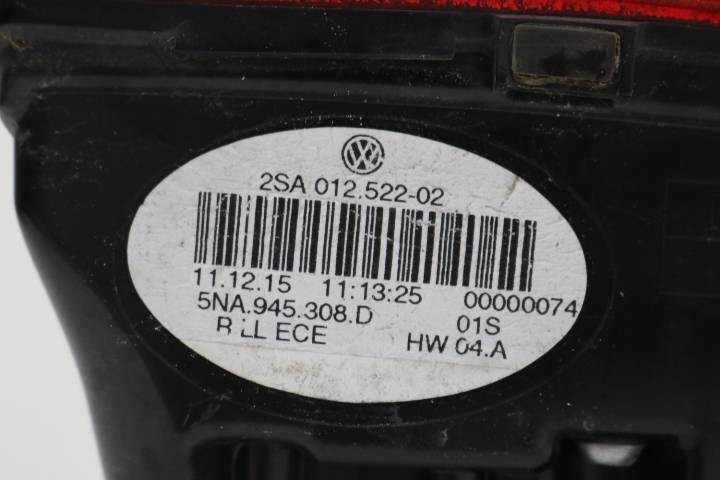 2SA 012.522-02
11.12.15 11:13:25 00000074
5NA.945.308.D 01S
ECE HW 04.A